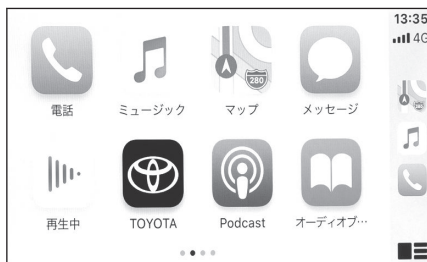 13:35
4G
電話
ミュージック
マップ
280
メッセージ
再生中
TOYOTA
Podcast
オーディオブ…